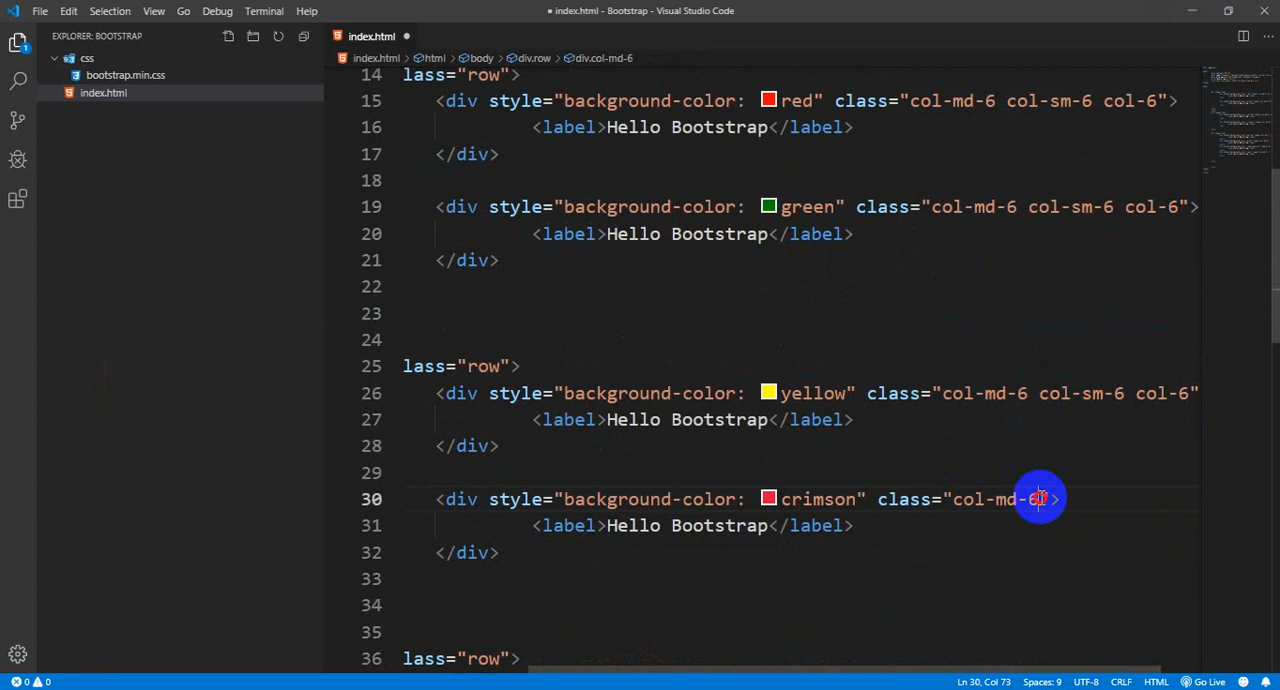 File Edit Selection View Go Debug Terminal Help ● index.html - Bootstrap - Visual Studio Code
EXPLORER: BOOTSTRAP
index.html
css
bootstrap.min.css
index.html
index.html html body div.row div.col-md-6
14 lass="row">
15 <div style="background-color: red" class="col-md-6 col-sm-6 col-6">
16 <label>Hello Bootstrap</label>
17 </div>
18
19 <div style="background-color: green" class="col-md-6 col-sm-6 col-6">
20 <label>Hello Bootstrap</label>
21 </div>
22
23
24
25 lass="row">
26 <div style="background-color: yellow" class="col-md-6 col-sm-6 col-6"
27 <label>Hello Bootstrap</label>
28 </div>
29
30 <div style="background-color: crimson" class="col-md-6">
31 <label>Hello Bootstrap</label>
32 </div>
33
34
35
36 lass="row">
1
0 0 Ln 30, Col 73 Spaces: 9 UTF-8 CRLF HTML Go Live